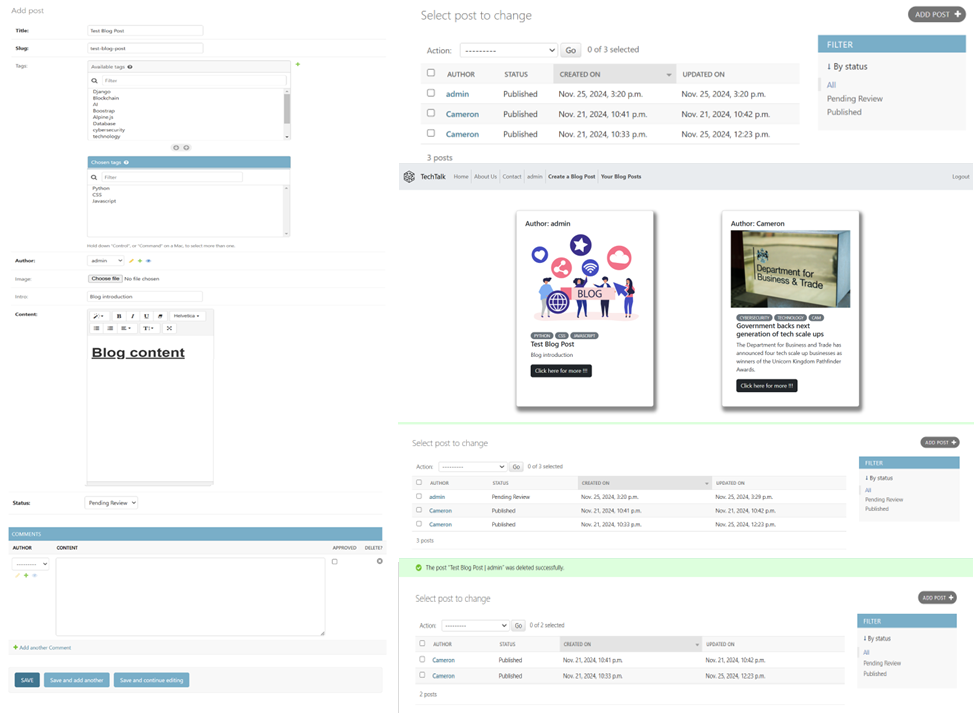 Add post
Title: Test Blog Post
Slug: test-blog-post
Tags: Available tags
Filter
Django
Blockchain
AI
Boostrap
Alpine.js
Database
cybersecurity
technology
Chosen tags
Filter
Python
CSS
Javascript
Hold down "Control", or "Command" on a Mac, to select more than one.
Author: admin
Image: Choose file No file chosen
Intro: Blog introduction
Content:
B I U Helvetica
Blog content
Status: Pending Review
COMMENTS
AUTHOR CONTENT APPROVED DELETE?
---------
Add another Comment
SAVE Save and add another Save and continue editing
Select post to change
ADD POST +
Action: --------- Go 0 of 3 selected
AUTHOR STATUS CREATED ON UPDATED ON
admin Published Nov. 25, 2024, 3:20 p.m. Nov. 25, 2024, 3:20 p.m.
Cameron Published Nov. 21, 2024, 10:41 p.m. Nov. 21, 2024, 10:42 p.m.
Cameron Published Nov. 21, 2024, 10:33 p.m. Nov. 25, 2024, 12:23 p.m.
3 posts
FILTER
↓ By status
All
Pending Review
Published
TechTalk Home About Us Contact admin Create a Blog Post Your Blog Posts Logout
Author: admin
BLOG
PYTHON CSS JAVASCRIPT
Test Blog Post
Blog introduction
Click here for more !!!
Author: Cameron
Department for
Business & Trade
CYBERSECURITY TECHNOLOGY CAM
Government backs next
generation of tech scale ups
The Department for Business and Trade has
announced four tech scale up businesses as
winners of the Unicorn Kingdom Pathfinder
Awards.
Click here for more !!!
Select post to change
ADD POST +
Action: --------- Go 0 of 3 selected
AUTHOR STATUS CREATED ON UPDATED ON
admin Pending Review Nov. 25, 2024, 3:20 p.m. Nov. 25, 2024, 3:29 p.m.
Cameron Published Nov. 21, 2024, 10:41 p.m. Nov. 21, 2024, 10:42 p.m.
Cameron Published Nov. 21, 2024, 10:33 p.m. Nov. 25, 2024, 12:23 p.m.
3 posts
FILTER
↓ By status
All
Pending Review
Published
The post "Test Blog Post | admin" was deleted successfully.
Select post to change
ADD POST +
Action: --------- Go 0 of 2 selected
AUTHOR STATUS CREATED ON UPDATED ON
Cameron Published Nov. 21, 2024, 10:41 p.m. Nov. 21, 2024, 10:42 p.m.
Cameron Published Nov. 21, 2024, 10:33 p.m. Nov. 25, 2024, 12:23 p.m.
2 posts
FILTER
↓ By status
All
Pending Review
Published